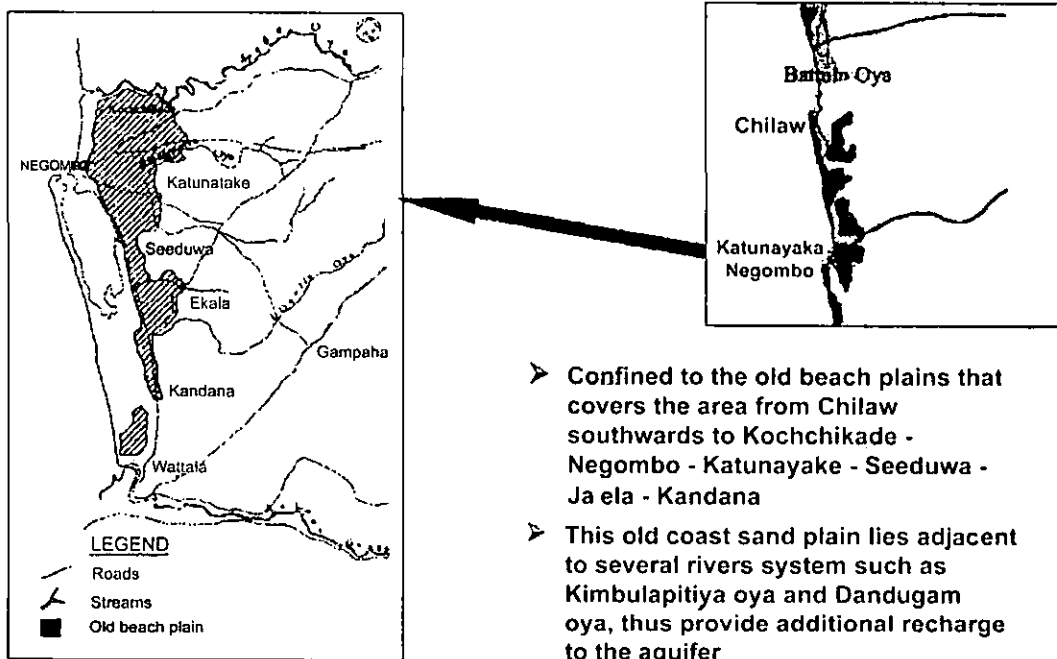 NEGOMBO
Katunatake
Seeduwa
Ekala
Gampaha
Kandana
Wattala
LEGEND
Roads
Streams
Old beach plain
Oya
Chilaw
Katunayaka
Negombo
➢ Confined to the old beach plains that
covers the area from Chilaw
southwards to Kochchikade -
Negombo - Katunayake - Seeduwa -
Ja ela - Kandana
➢ This old coast sand plain lies adjacent
to several rivers system such as
Kimbulapitiya oya and Dandugam
oya, thus provide additional recharge
to the aquifer